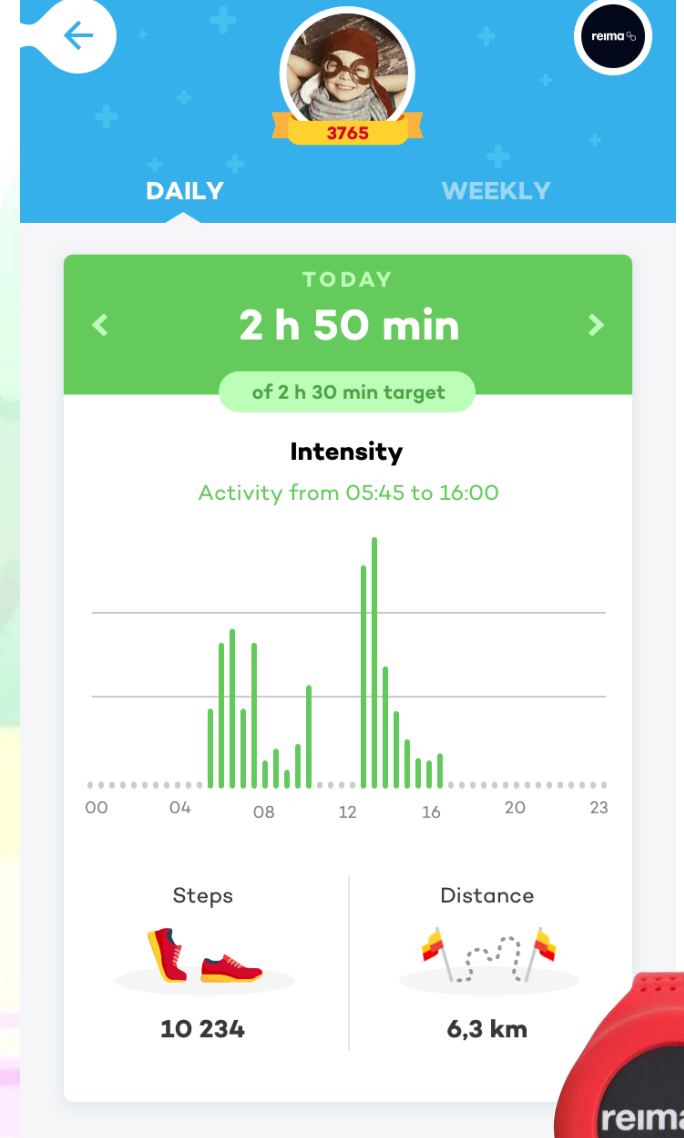 reima
3765
DAILY
WEEKLY
TODAY
2 h 50 min
of 2 h 30 min target
Intensity
Activity from 05:45 to 16:00
00 04 08 12 16 20 23
Steps
Distance
10 234
6,3 km
reima